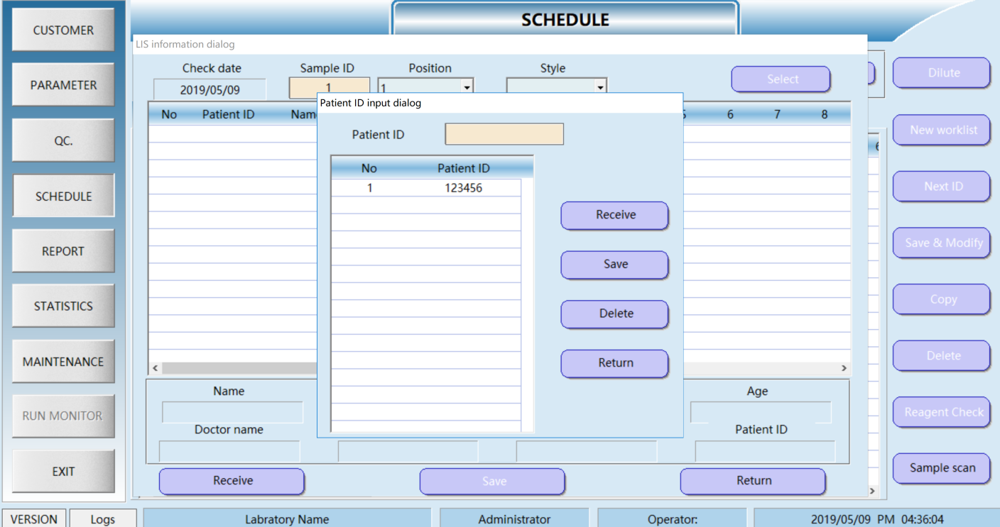 SCHEDULE
CUSTOMER
PARAMETER
QC.
SCHEDULE
REPORT
STATISTICS
MAINTENANCE
RUN MONITOR
EXIT
LIS information dialog
Check date Sample ID Position Style
2019/05/09 1 1
Select
No Patient ID Nam 6 7 8
Patient ID input dialog
Patient ID
No Patient ID
1 123456
Receive
Save
Delete
Return
Name Age
Doctor name Patient ID
Receive Save Return
Dilute
New worklist
Next ID
Save & Modify
Copy
Delete
Reagent Check
Sample scan
VERSION Logs Labratory Name Administrator Operator: 2019/05/09 PM 04:36:04